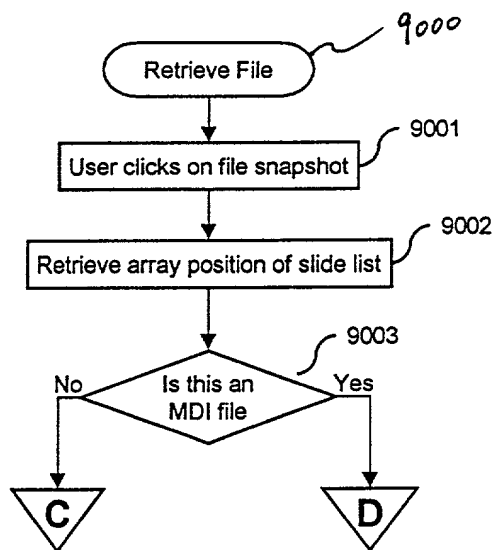 9000
Retrieve File
9001
User clicks on file snapshot
9002
Retrieve array position of slide list
9003
No
Is this an
Yes
MDI file
C
D